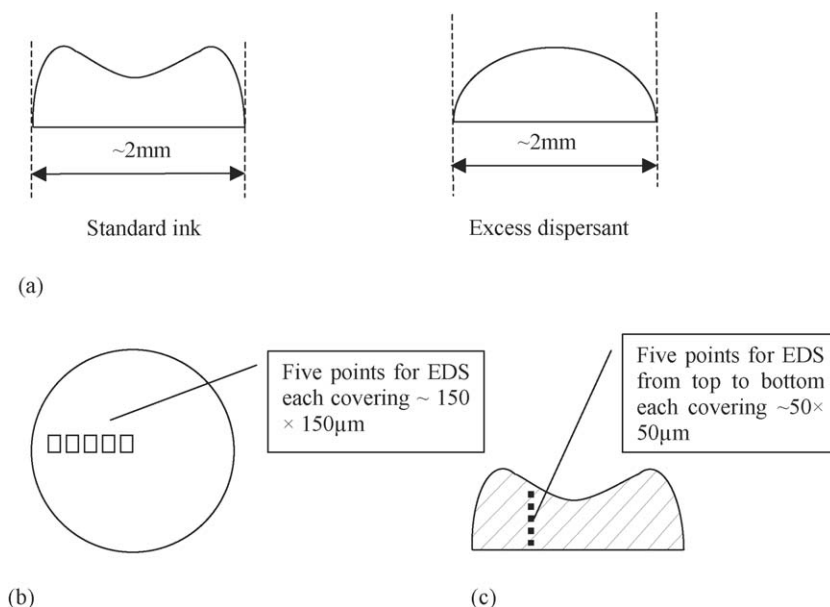 ~2mm
~2mm
Standard ink
Excess dispersant
(a)
Five points for EDS
each covering ~ 150
× 150µm
Five points for EDS
from top to bottom
each covering ~50×
50µm
(b)
(c)